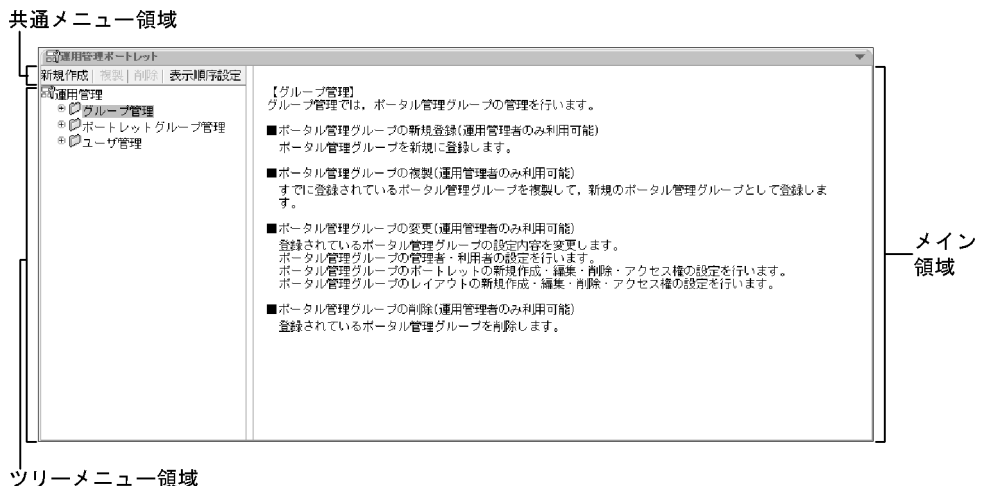 共通メニュー領域
運用管理ポートレット
新規作成| 複製| 削除| 表示順序設定
運用管理
グループ管理
ポートレットグループ管理
ユーザ管理
【グループ管理】
グループ管理では，ポータル管理グループの管理を行います。
■ポータル管理グループの新規登録(運用管理者のみ利用可能)
ポータル管理グループを新規に登録します。
■ポータル管理グループの複製(運用管理者のみ利用可能)
すでに登録されているポータル管理グループを複製して，新規のポータル管理グループとして登録しま
す。
■ポータル管理グループの変更(運用管理者のみ利用可能)
登録されているポータル管理グループの設定内容を変更します。
ポータル管理グループの管理者・利用者の設定を行います。
ポータル管理グループのポートレットの新規作成・編集・削除・アクセス権の設定を行います。
ポータル管理グループのレイアウトの新規作成・編集・削除・アクセス権の設定を行います。
■ポータル管理グループの削除(運用管理者のみ利用可能)
登録されているポータル管理グループを削除します。
メイン
領域
ツリーメニュー領域